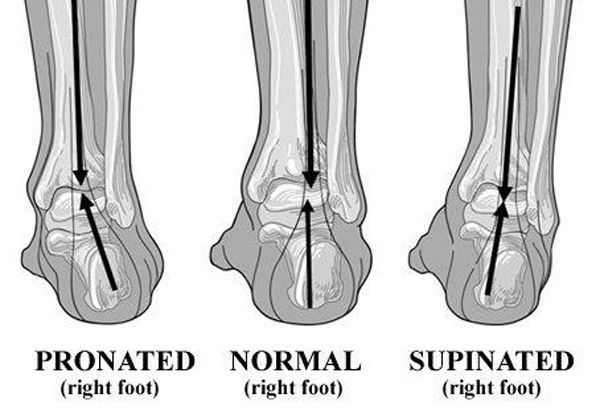 PRONATED NORMAL SUPINATED
(right foot) (right foot) (right foot)